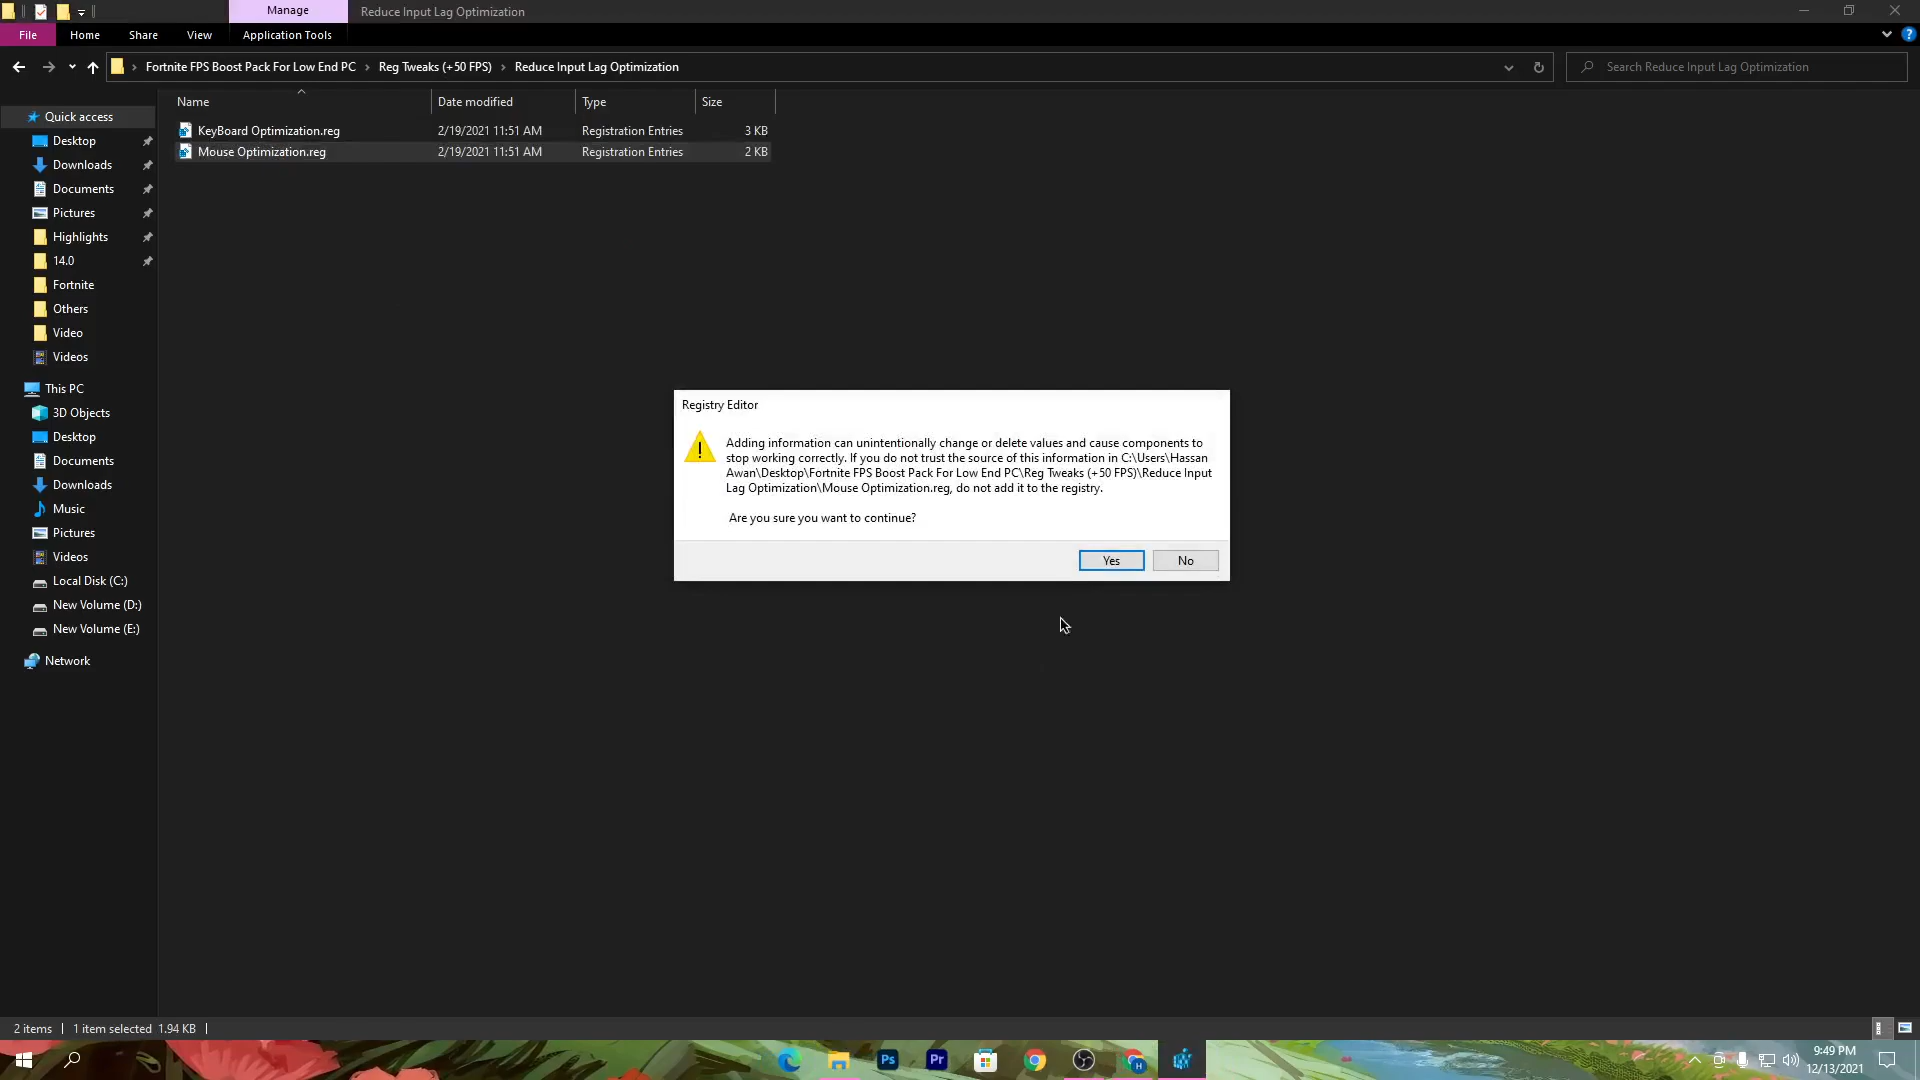 Manage
Reduce Input Lag Optimization
File
Home
Share
View
Application Tools
Fortnite FPS Boost Pack For Low End PC
Reg Tweaks (+50 FPS)
Reduce Input Lag Optimization
Search Reduce Input Lag Optimization
Name
Date modified
Type
Size
KeyBoard Optimization.reg
2/19/2021 11:51 AM
Registration Entries
3 KB
Mouse Optimization.reg
2/19/2021 11:51 AM
Registration Entries
2 KB
Quick access
Desktop
Downloads
Documents
Pictures
Highlights
14.0
Fortnite
Others
Video
Videos
This PC
3D Objects
Desktop
Documents
Downloads
Music
Pictures
Videos
Local Disk (C:)
New Volume (D:)
New Volume (E:)
Network
Registry Editor
Adding information can unintentionally change or delete values and cause components to
stop working correctly. If you do not trust the source of this information in C:\Users\Hassan
Awan\Desktop\Fortnite FPS Boost Pack For Low End PC\Reg Tweaks (+50 FPS)\Reduce Input
Lag Optimization\Mouse Optimization.reg, do not add it to the registry.
Are you sure you want to continue?
Yes
No
2 items
1 item selected 1.94 KB
Ps
Pr
H
9:49 PM
12/13/2021